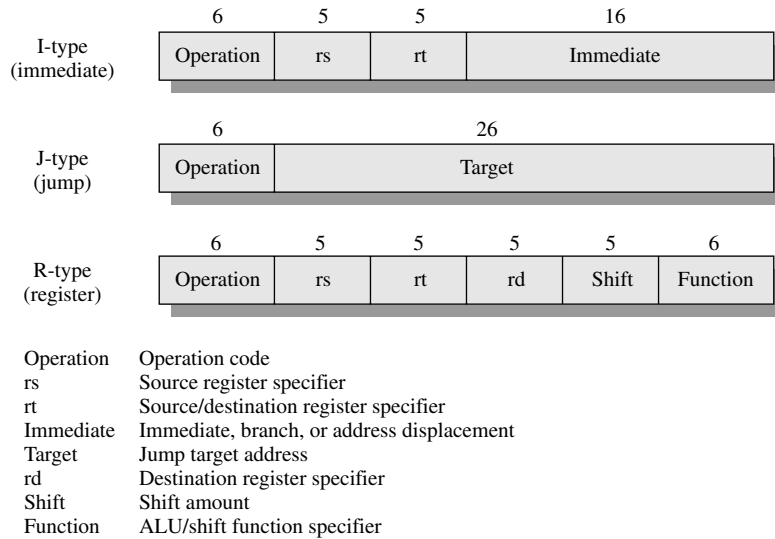 6 5 5 16
I-type
(immediate)
Operation rs rt Immediate
6 26
J-type
(jump)
Operation Target
6 5 5 5 5 6
R-type
(register)
Operation rs rt rd Shift Function
Operation Operation code
rs Source register specifier
rt Source/destination register specifier
Immediate Immediate, branch, or address displacement
Target Jump target address
rd Destination register specifier
Shift Shift amount
Function ALU/shift function specifier